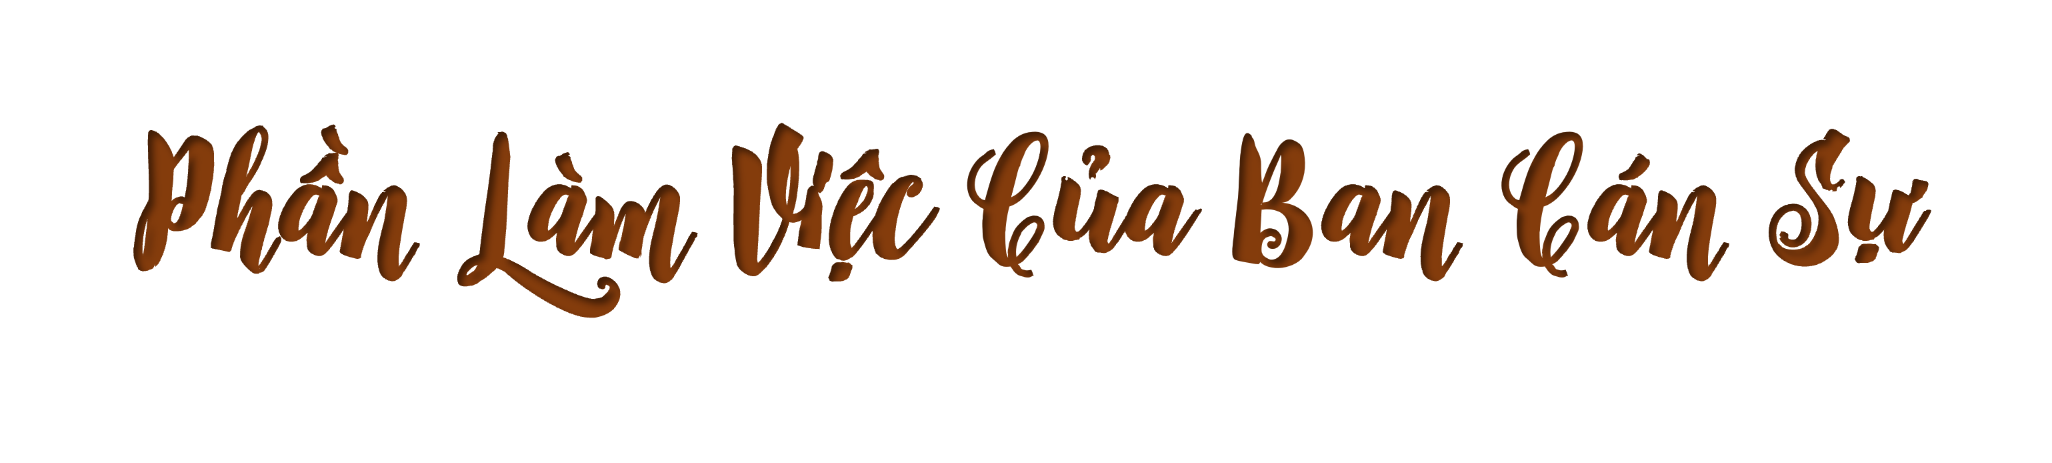 Phần Làm Việc Của Ban Cán Sự